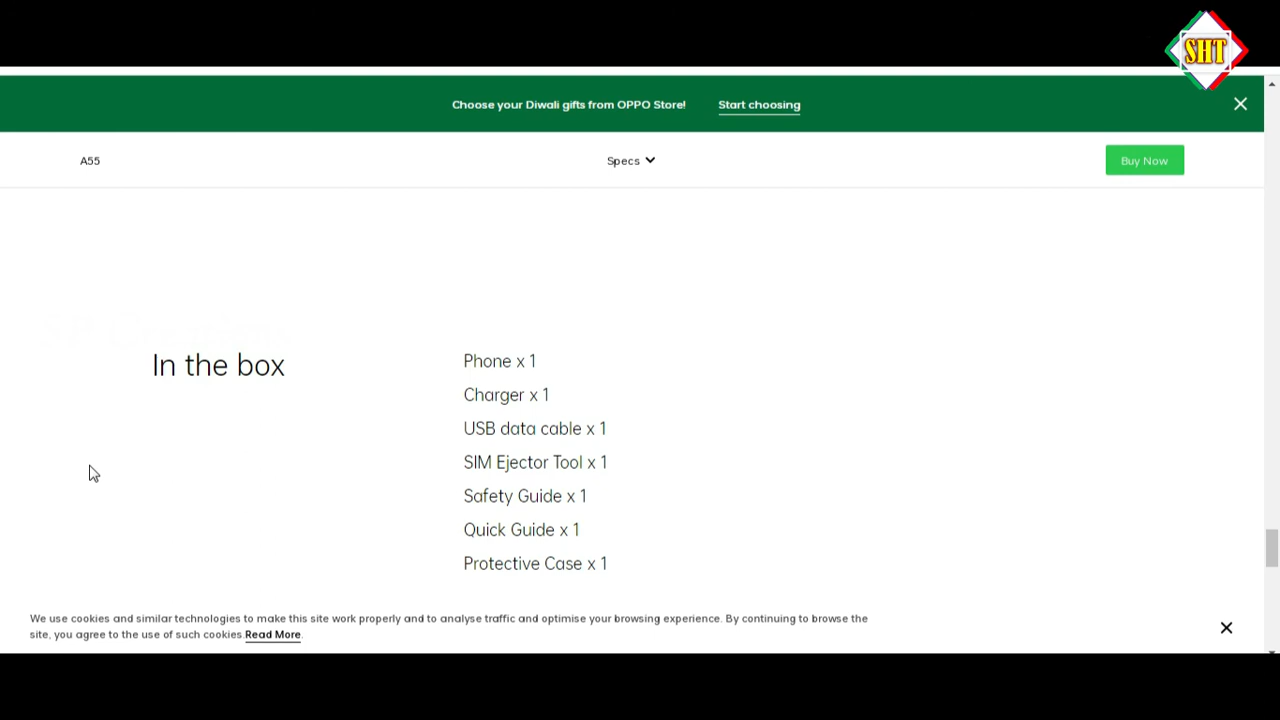 SHT
Choose your Diwali gifts from OPPO Store! Start choosing
A55 Specs Buy Now
In the box
Phone x 1
Charger x 1
USB data cable x 1
SIM Ejector Tool x 1
Safety Guide x 1
Quick Guide x 1
Protective Case x 1
We use cookies and similar technologies to make this site work properly and to analyse traffic and optimise your browsing experience. By continuing to browse the
site, you agree to the use of such cookies.Read More.